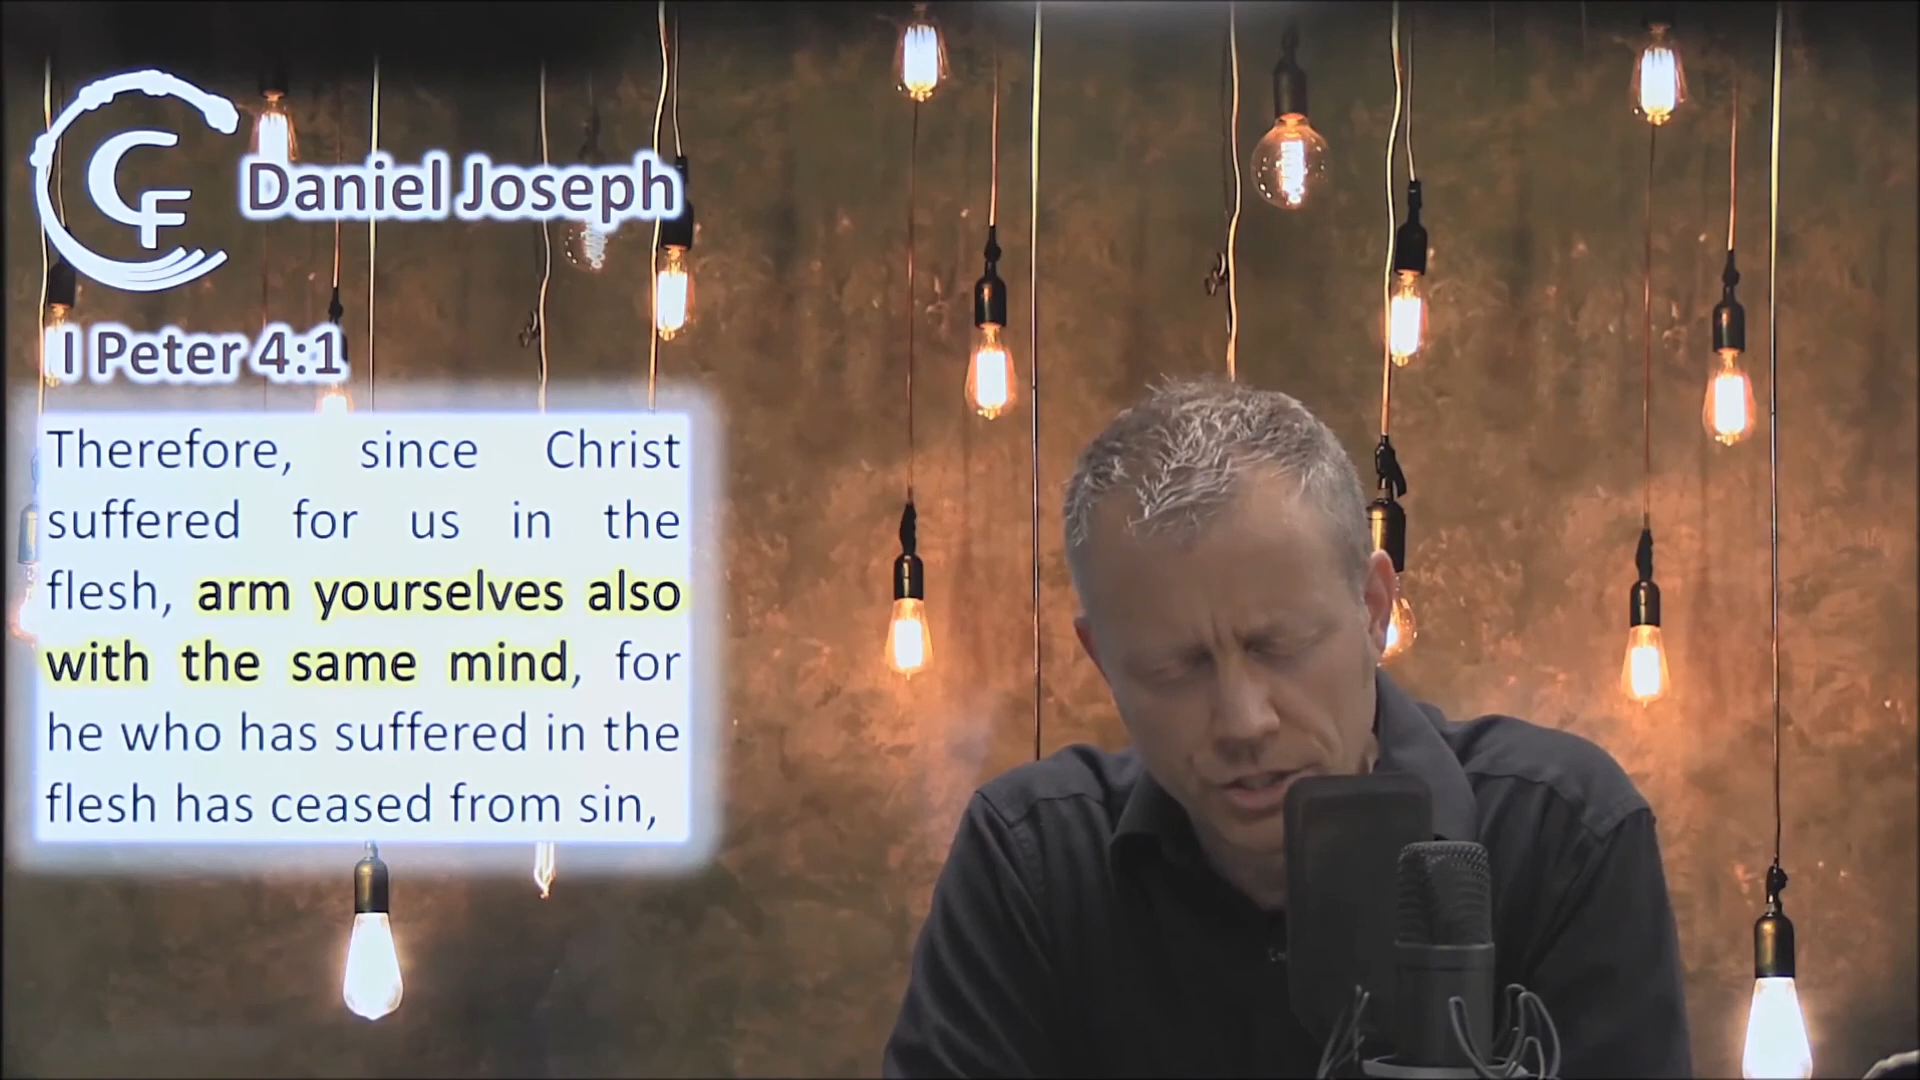 CF
Daniel Joseph
I Peter 4:1
Therefore, since Christ
suffered for us in the
flesh, arm yourselves also
with the same mind, for
he who has suffered in the
flesh has ceased from sin,